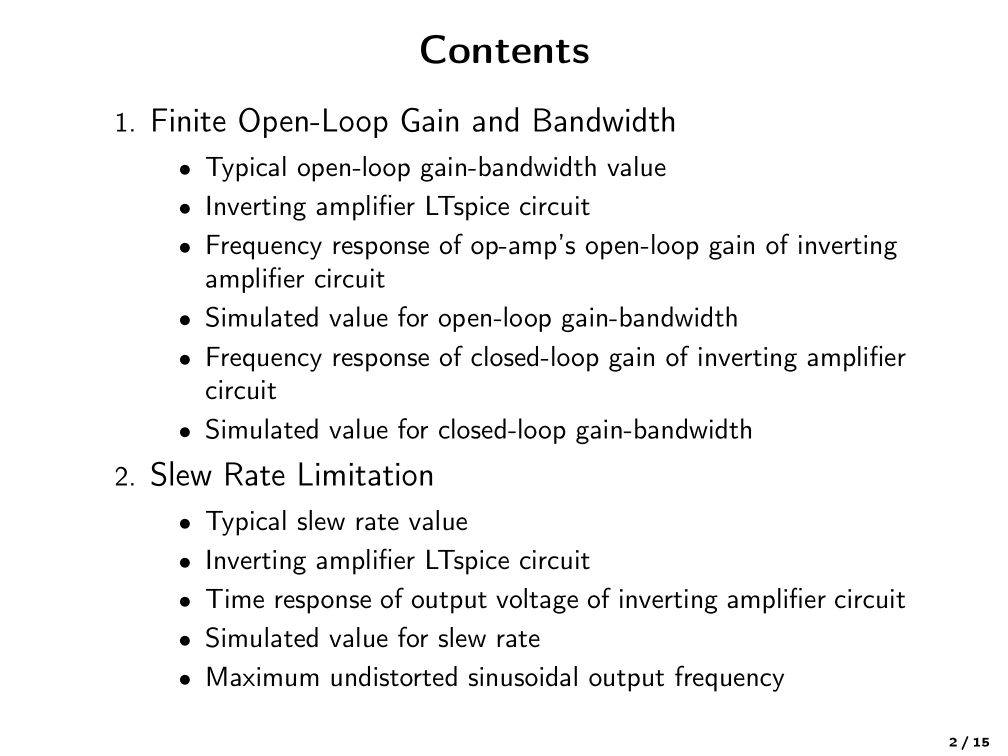 Contents
1. Finite Open-Loop Gain and Bandwidth
• Typical open-loop gain-bandwidth value
• Inverting amplifier LTspice circuit
• Frequency response of op-amp's open-loop gain of inverting
amplifier circuit
• Simulated value for open-loop gain-bandwidth
• Frequency response of closed-loop gain of inverting amplifier
circuit
• Simulated value for closed-loop gain-bandwidth
2. Slew Rate Limitation
• Typical slew rate value
• Inverting amplifier LTspice circuit
• Time response of output voltage of inverting amplifier circuit
• Simulated value for slew rate
• Maximum undistorted sinusoidal output frequency
2 / 15